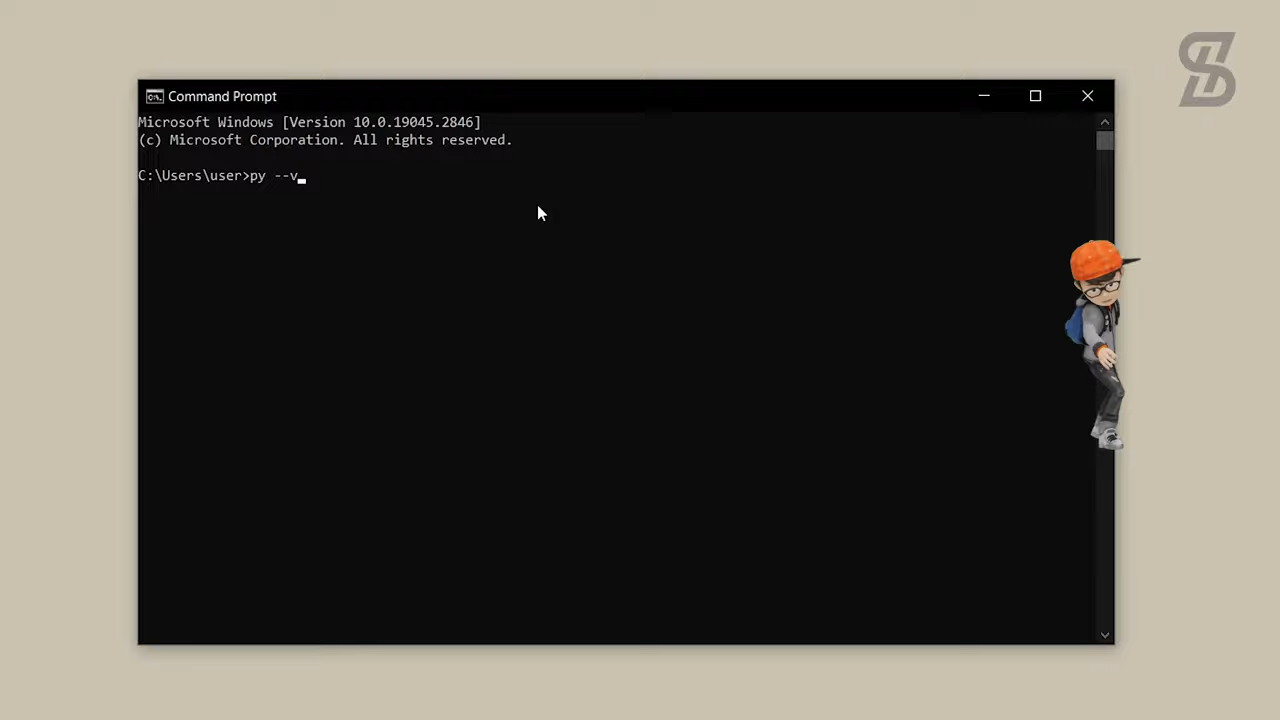 Command Prompt
Microsoft Windows [Version 10.0.19045.2846]
(c) Microsoft Corporation. All rights reserved.
C:\Users\user>py --v